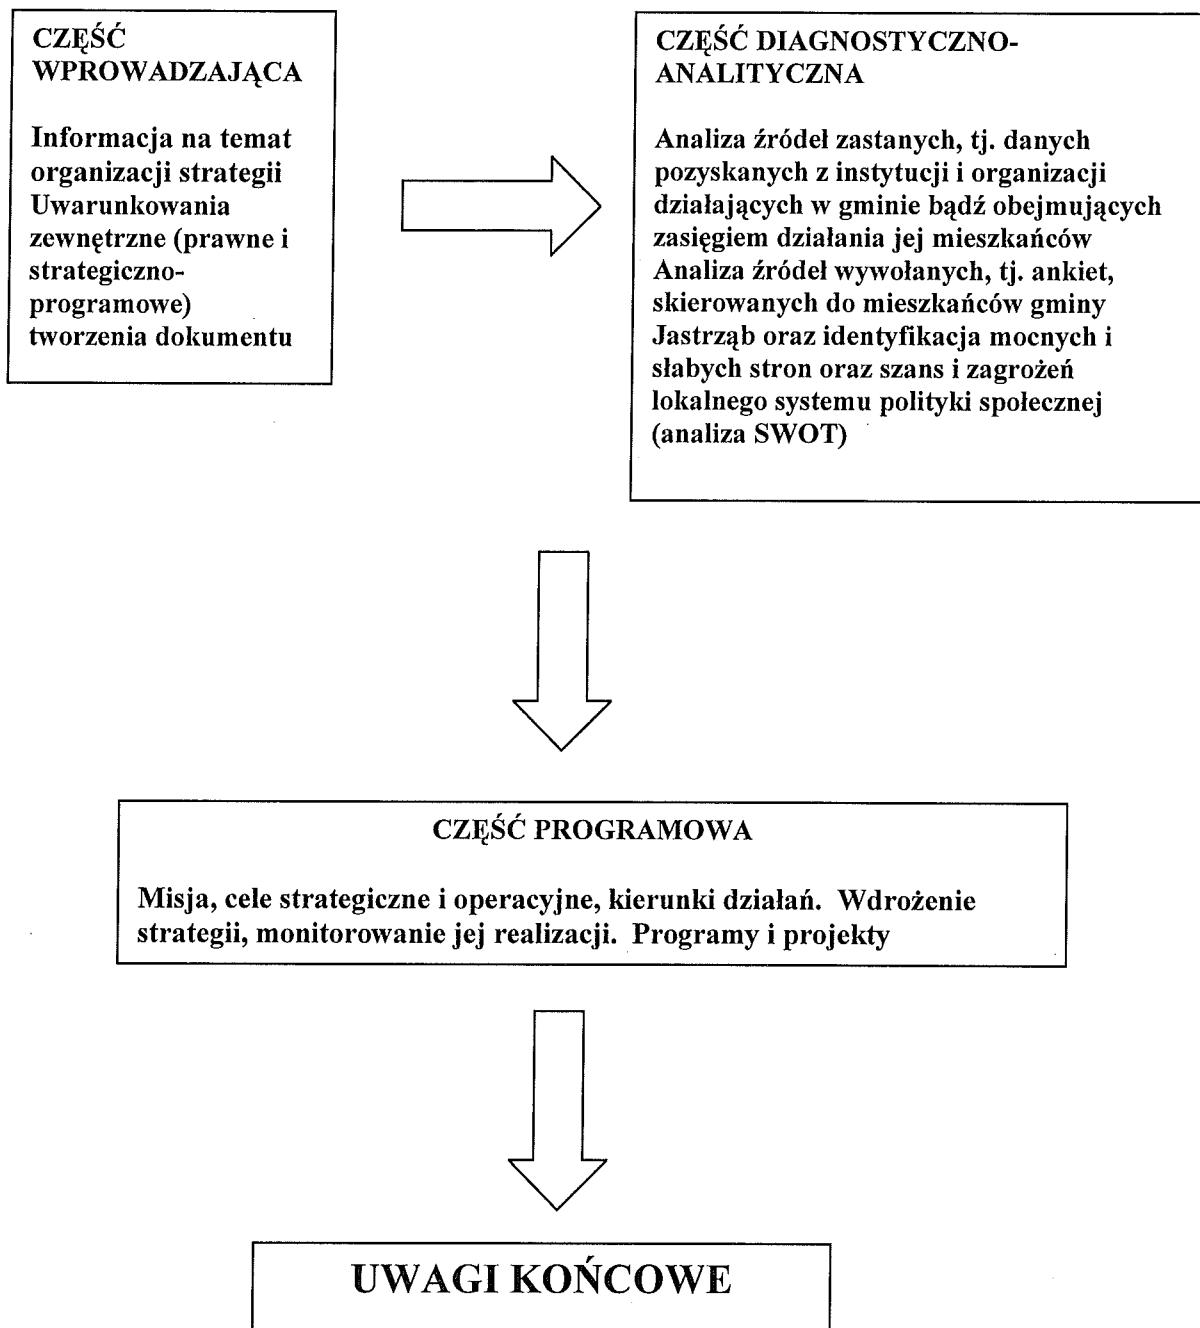 CZĘŚĆ
WPROWADZAJĄCA
Informacja na temat
organizacji strategii
Uwarunkowania
zewnętrzne (prawne i
strategiczno-
programowe)
tworzenia dokumentu
CZĘŚĆ DIAGNOSTYCZNO-
ANALITYCZNA
Analiza źródeł zastanych, tj. danych
pozyskanych z instytucji i organizacji
działających w gminie bądź obejmujących
zasięgiem działania jej mieszkańców
Analiza źródeł wywołanych, tj. ankiet,
skierowanych do mieszkańców gminy
Jastrząb oraz identyfikacja mocnych i
słabych stron oraz szans i zagrożeń
lokalnego systemu polityki społecznej
(analiza SWOT)
CZĘŚĆ PROGRAMOWA
Misja, cele strategiczne i operacyjne, kierunki działań. Wdrożenie
strategii, monitorowanie jej realizacji. Programy i projekty
UWAGI KOŃCOWE